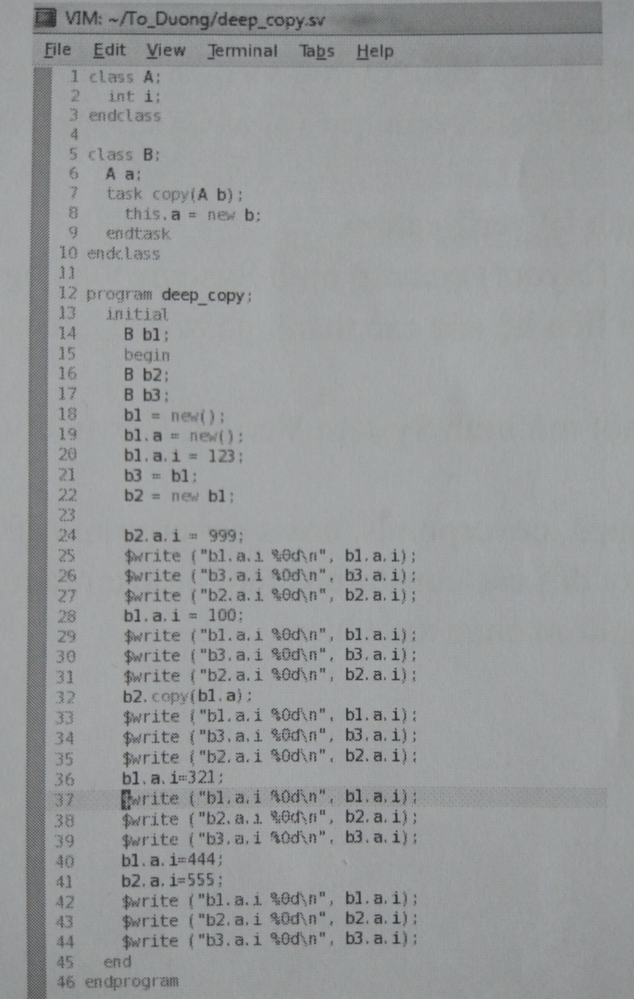 VIM: ~/To_Duong/deep_copy.sv
File Edit View Terminal Tabs Help
1 class A;
2   int i;
3 endclass
4
5 class B;
6   A a;
7   task copy(A b);
8     this.a = new b;
9   endtask
10 endclass
11
12 program deep_copy;
13   initial
14     B b1;
15     begin
16     B b2;
17     B b3;
18     b1 = new();
19     b1.a = new();
20     b1.a.i = 123;
21     b3 = b1;
22     b2 = new b1;
23
24     b2.a.i = 999;
25     $write ("b1.a.i %0d\n", b1.a.i);
26     $write ("b3.a.i %0d\n", b3.a.i);
27     $write ("b2.a.i %0d\n", b2.a.i);
28     b1.a.i = 100;
29     $write ("b1.a.i %0d\n", b1.a.i);
30     $write ("b3.a.i %0d\n", b3.a.i);
31     $write ("b2.a.i %0d\n", b2.a.i);
32     b2.copy(b1.a);
33     $write ("b1.a.i %0d\n", b1.a.i);
34     $write ("b3.a.i %0d\n", b3.a.i);
35     $write ("b2.a.i %0d\n", b2.a.i);
36     b1.a.i=321;
37     $write ("b1.a.i %0d\n", b1.a.i);
38     $write ("b2.a.i %0d\n", b2.a.i);
39     $write ("b3.a.i %0d\n", b3.a.i);
40     b1.a.i=444;
41     b2.a.i=555;
42     $write ("b1.a.i %0d\n", b1.a.i);
43     $write ("b2.a.i %0d\n", b2.a.i);
44     $write ("b3.a.i %0d\n", b3.a.i);
45   end
46 endprogram